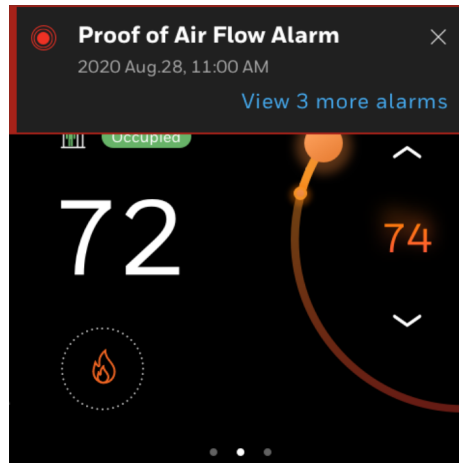 Proof of Air Flow Alarm
2020 Aug.28, 11:00 AM
View 3 more alarms
Occupied
72
74